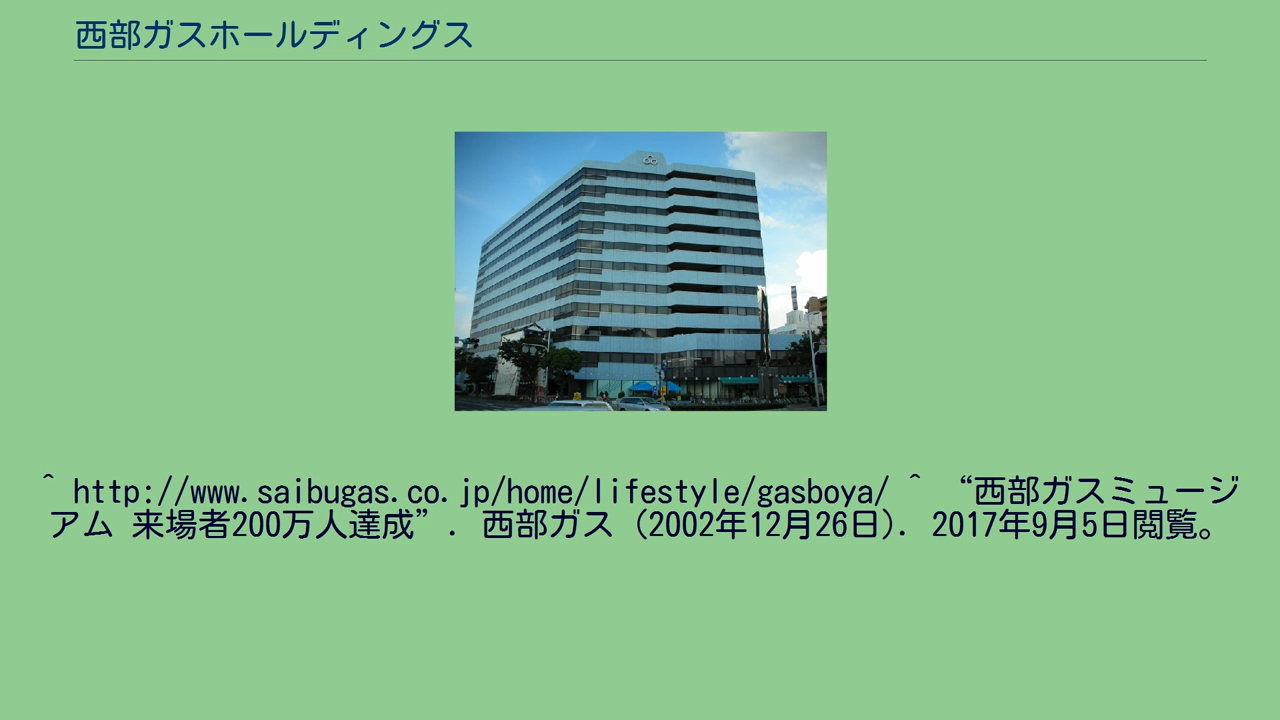 西部ガスホールディングス
^ http://www.saibugas.co.jp/home/lifestyle/gasboya/ ^ “西部ガスミュージ
アム 来場者200万人達成”. 西部ガス (2002年12月26日). 2017年9月5日閲覧。